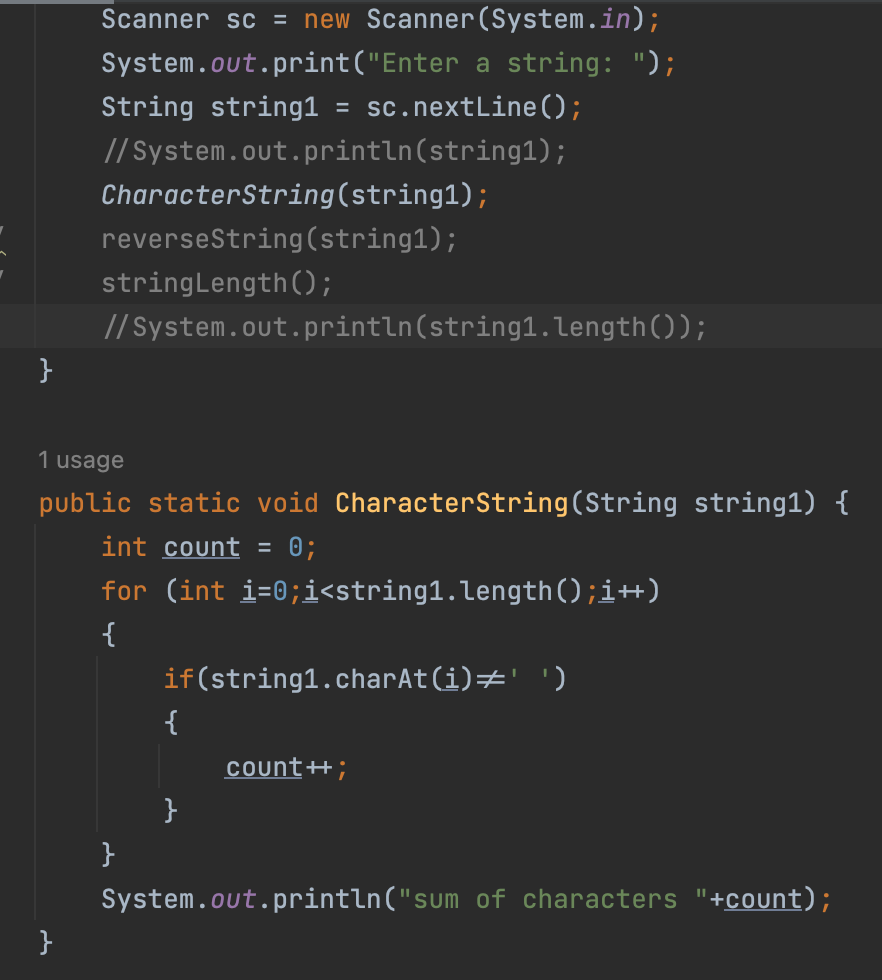 Scanner sc = new Scanner(System.in);
System.out.print("Enter a string: ");
String string1 = sc.nextLine();
//System.out.println(string1);
CharacterString(string1);
reverseString(string1);
stringLength();
//System.out.println(string1.length());
}
1 usage
public static void CharacterString(String string1) {
int count = 0;
for (int i=0;i<string1.length();i++)
{
if(string1.charAt(i)!=' ')
{
count++;
}
}
System.out.println("sum of characters "+count);
}